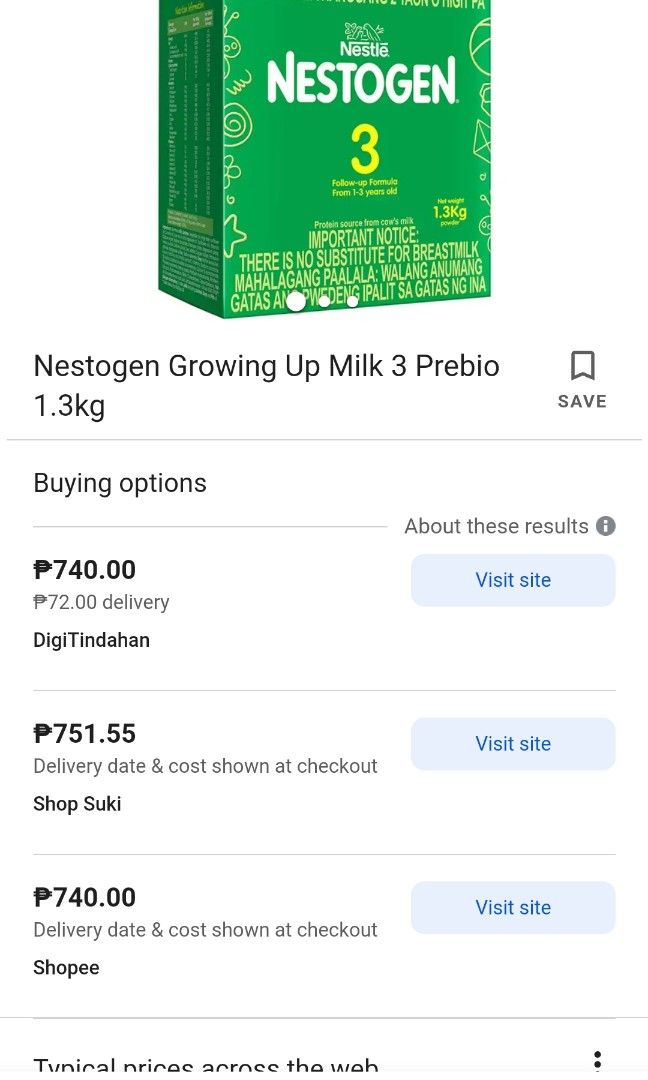 Nestlé
NESTOGEN
3
Follow-up Formula
From 1-3 years old
Net weight
1.3Kg
powder
Protein source from cow's milk
IMPORTANT NOTICE:
THERE IS NO SUBSTITUTE FOR BREASTMILK
MAHALAGANG PAALALA: WALANG ANUMANG
GATAS ANG PWEDENG IPALIT SA GATAS NG INA
Nestogen Growing Up Milk 3 Prebio
1.3kg
SAVE
Buying options
About these results
₱740.00
Visit site
₱72.00 delivery
DigiTindahan
₱751.55
Visit site
Delivery date & cost shown at checkout
Shop Suki
₱740.00
Visit site
Delivery date & cost shown at checkout
Shopee
Typical prices across the web